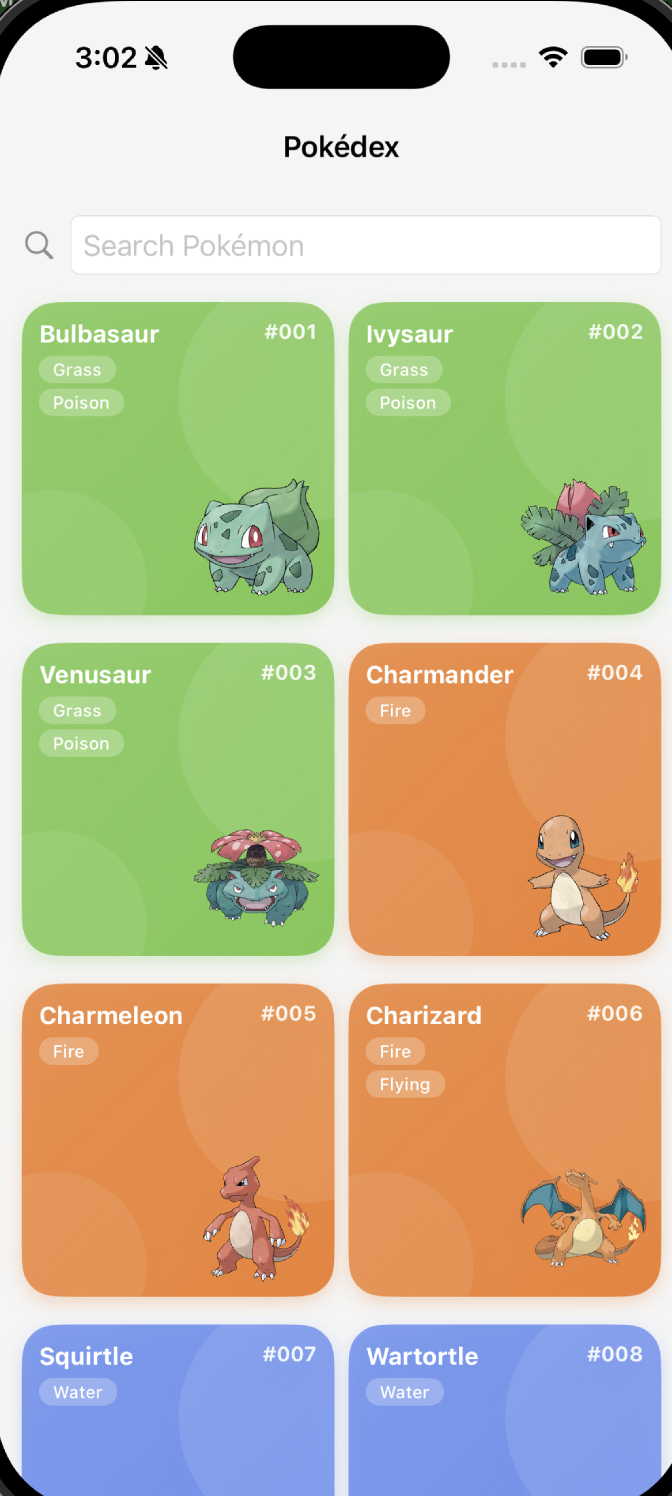 3:02
Pokédex
Search Pokémon
Bulbasaur #001
Grass
Poison
Ivysaur #002
Grass
Poison
Venusaur #003
Grass
Poison
Charmander #004
Fire
Charmeleon #005
Fire
Charizard #006
Fire
Flying
Squirtle #007
Water
Wartortle #008
Water